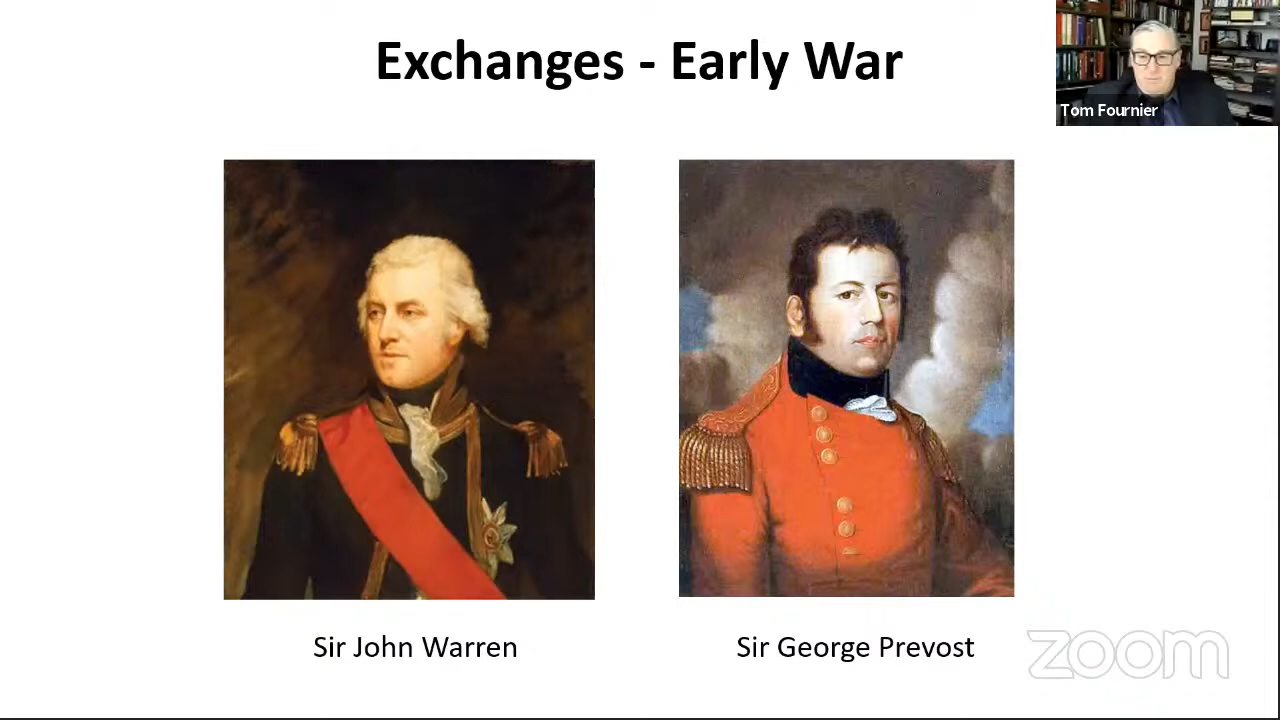 Exchanges - Early War
Tom Fournier
Sir John Warren
Sir George Prevost
zoom